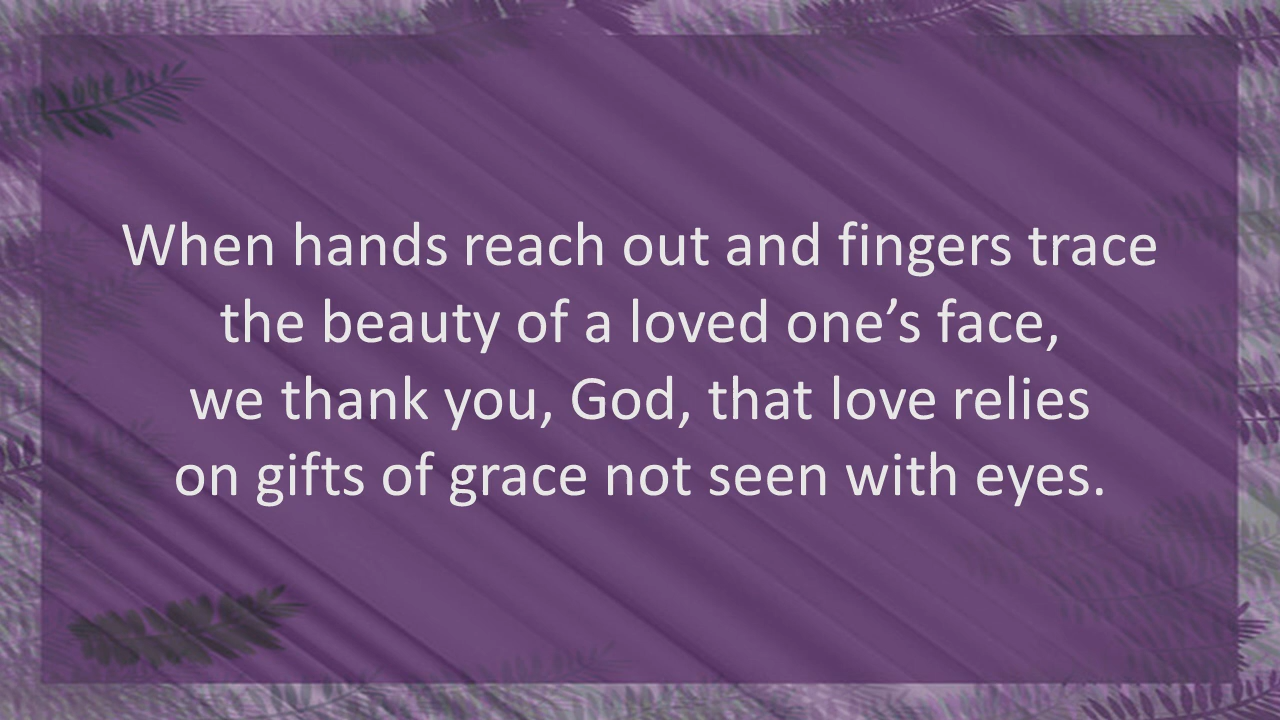 When hands reach out and fingers trace
the beauty of a loved one’s face,
we thank you, God, that love relies
on gifts of grace not seen with eyes.